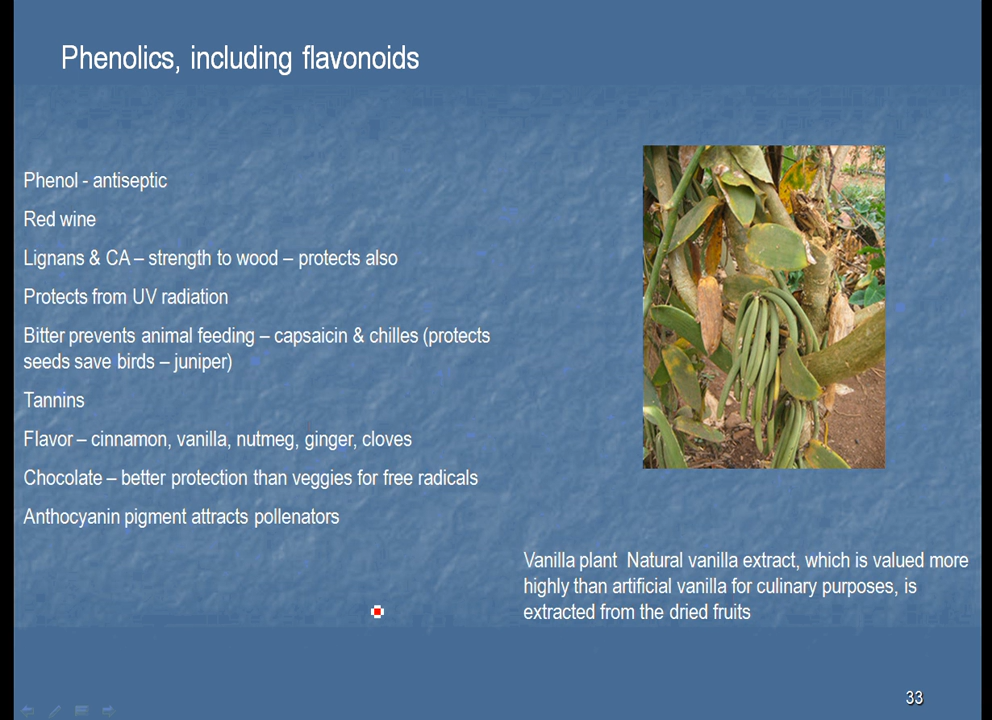 Phenolics, including flavonoids
Phenol - antiseptic
Red wine
Lignans & CA – strength to wood – protects also
Protects from UV radiation
Bitter prevents animal feeding – capsaicin & chilles (protects
seeds save birds – juniper)
Tannins
Flavor – cinnamon, vanilla, nutmeg, ginger, cloves
Chocolate – better protection than veggies for free radicals
Anthocyanin pigment attracts pollenators
Vanilla plant  Natural vanilla extract, which is valued more
highly than artificial vanilla for culinary purposes, is
extracted from the dried fruits
33